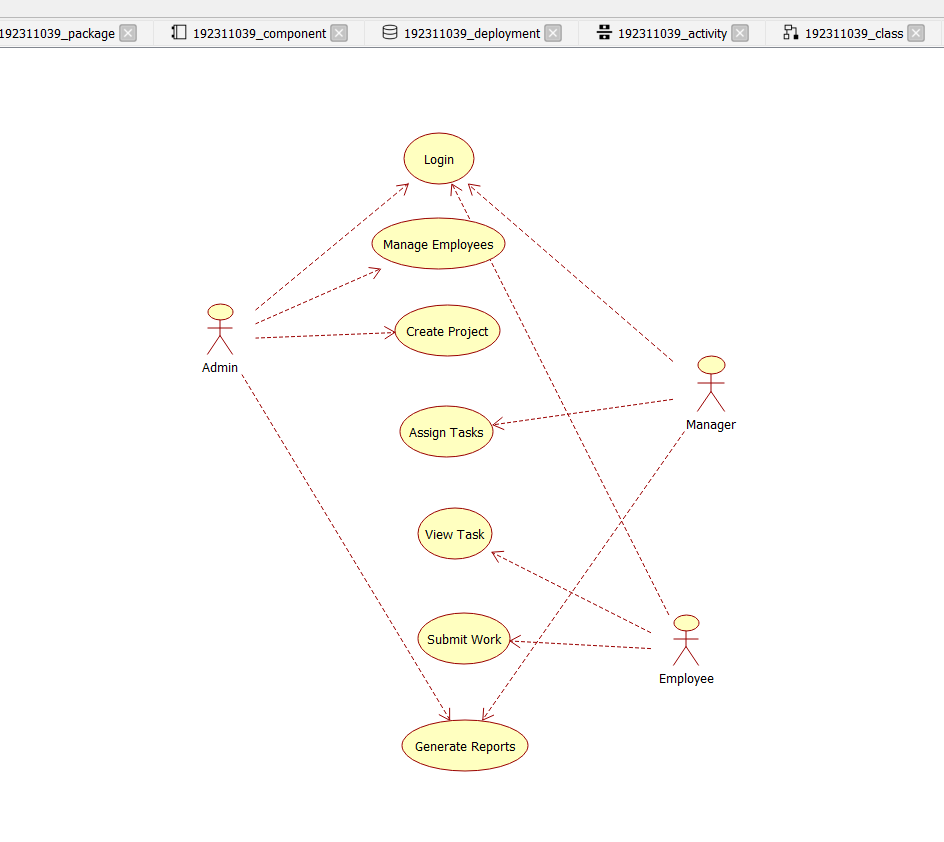 192311039_package
192311039_component
192311039_deployment
192311039_activity
192311039_class
Login
Manage Employees
Create Project
Admin
Assign Tasks
Manager
View Task
Submit Work
Employee
Generate Reports